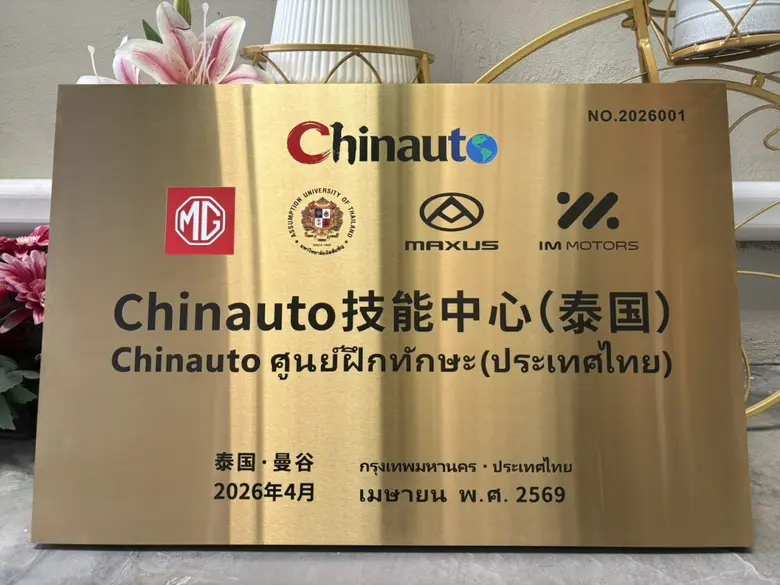 Chinauto
NO.2026001
MG
ASSUMPTION UNIVERSITY OF THAILAND
MAXUS
IM MOTORS
Chinauto技能中心（泰国）
Chinauto ศูนย์ฝึกทักษะ(ประเทศไทย)
泰国·曼谷
กรุงเทพมหานคร · ประเทศไทย
2026年4月
เมษายน พ.ศ. 2569